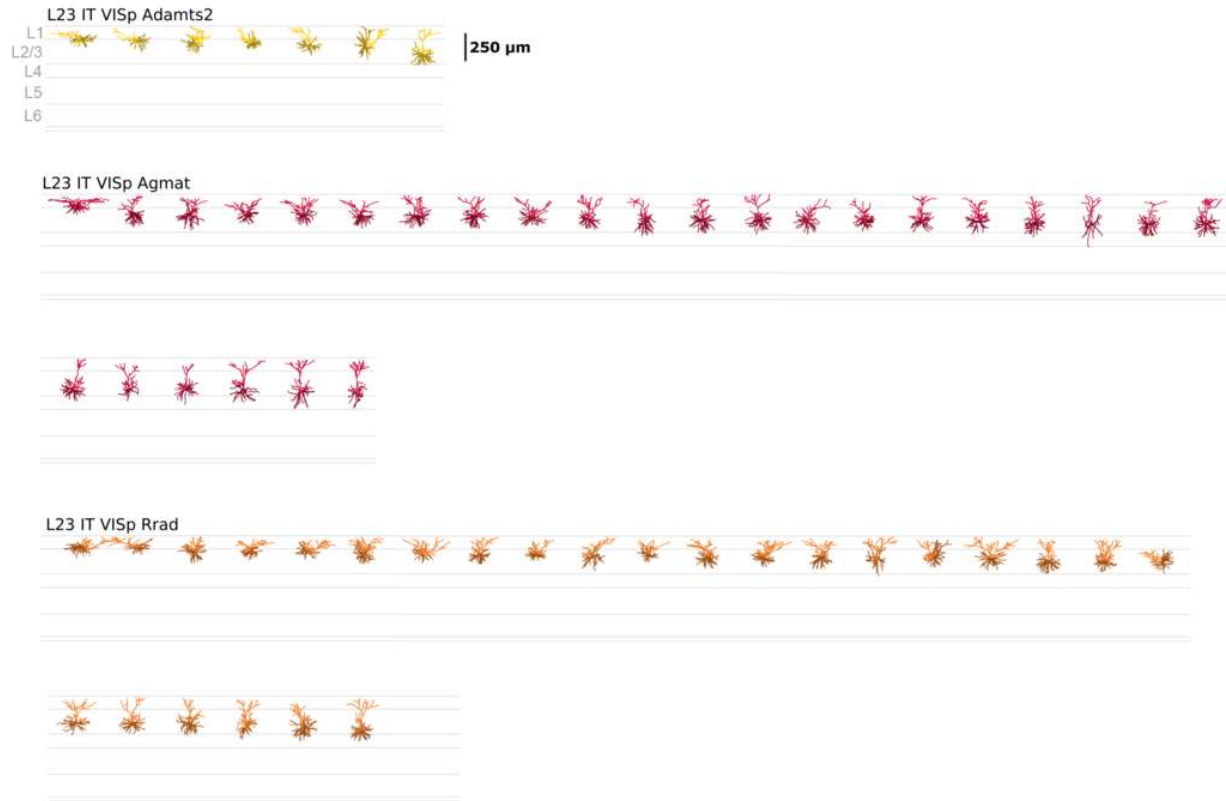 L23 IT VISp Adamts2
L1
L2/3
L4
L5
L6
250 μm
L23 IT VISp Agmat
L23 IT VISp Rrad